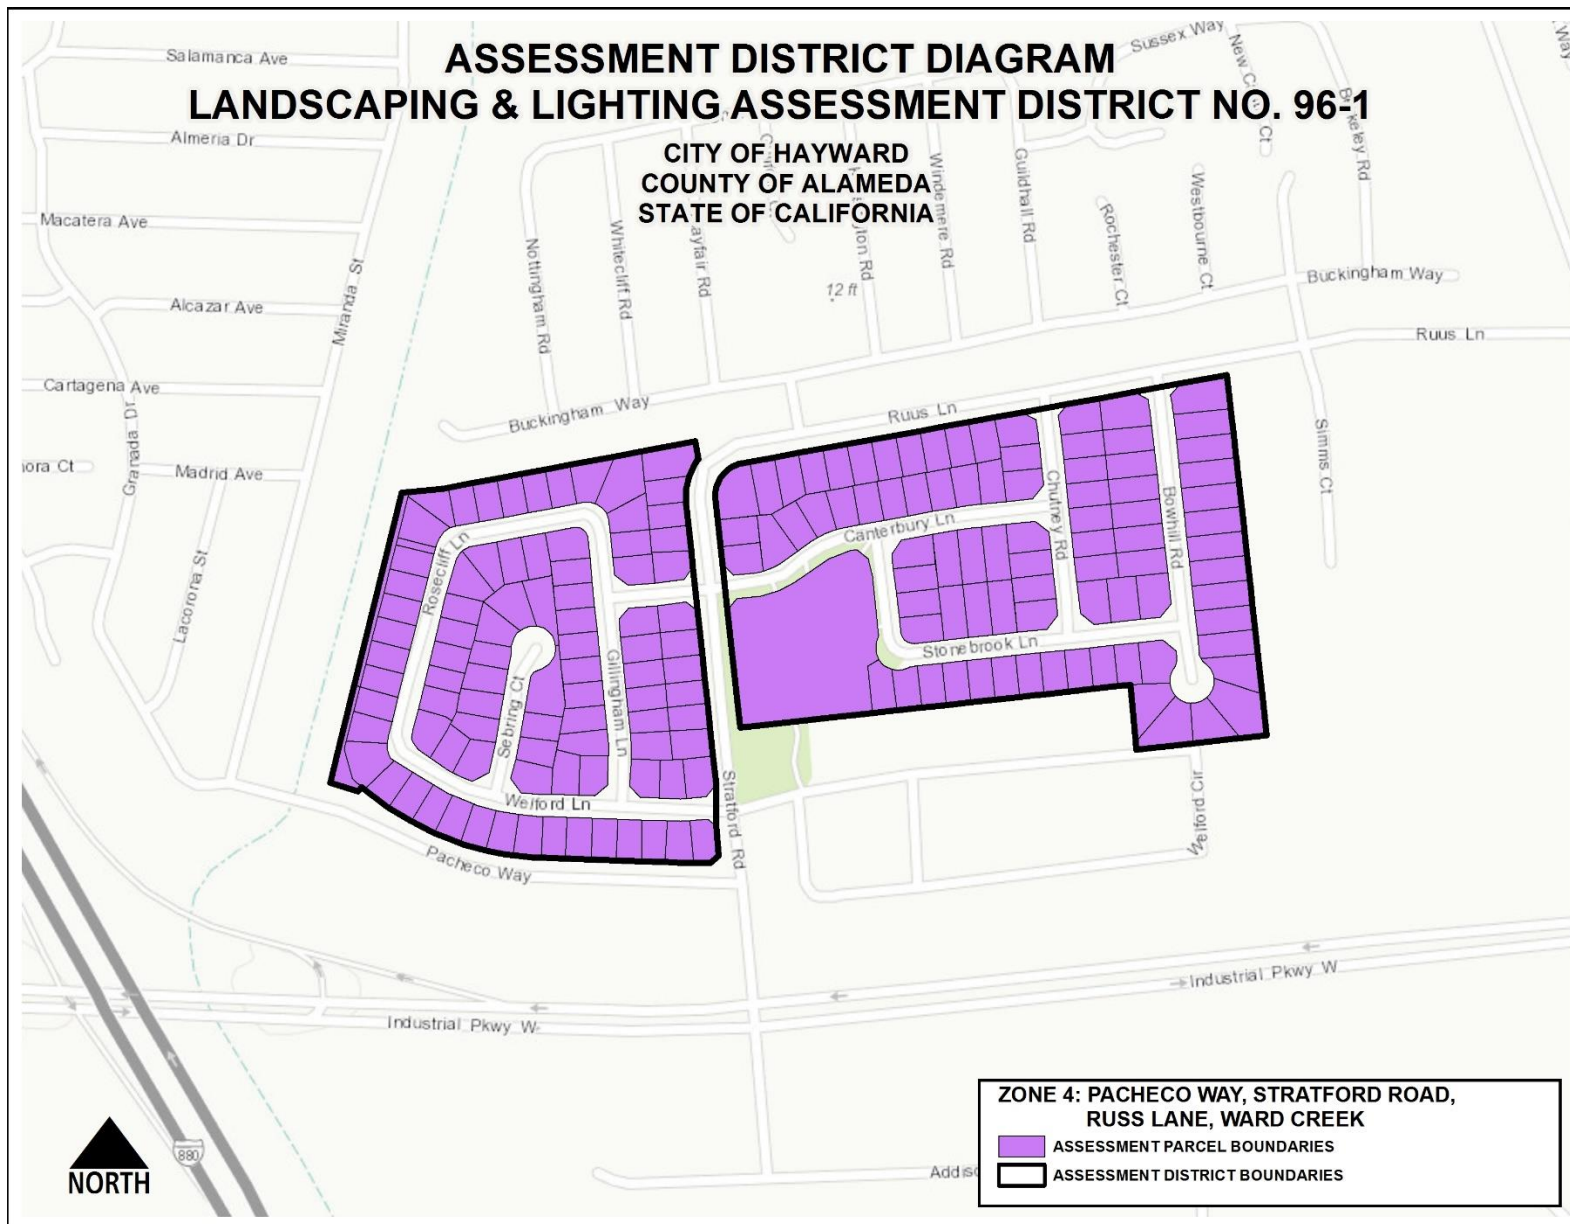 ASSESSMENT DISTRICT DIAGRAM
LANDSCAPING & LIGHTING ASSESSMENT DISTRICT NO. 96-1
CITY OF HAYWARD
COUNTY OF ALAMEDA
STATE OF CALIFORNIA
Salamanca Ave
Almeria Dr
Macatera Ave
Alcazar Ave
Cartagena Ave
Madrid Ave
Granada Dr
Miranda St
Lacorona St
Sussex Way
Way
Nottingham Rd
Whitecliff Rd
Windemere Rd
Guildhall Rd
Rochester Ct
Westbourne Ct
12 ft
Buckingham Way
Buckingham Way
Ruus Ln
Ruus Ln
Simms Ct
Rosecliff Ln
Sebring Ct
Gillingham Ln
Welford Ln
Canterbury Ln
Chutney Rd
Bowhill Rd
Stonebrook Ln
Stratford Rd
Welford Cir
Pacheco Way
Industrial Pkwy W
Industrial Pkwy W
880
NORTH
ZONE 4: PACHECO WAY, STRATFORD ROAD,
RUSS LANE, WARD CREEK
ASSESSMENT PARCEL BOUNDARIES
ASSESSMENT DISTRICT BOUNDARIES